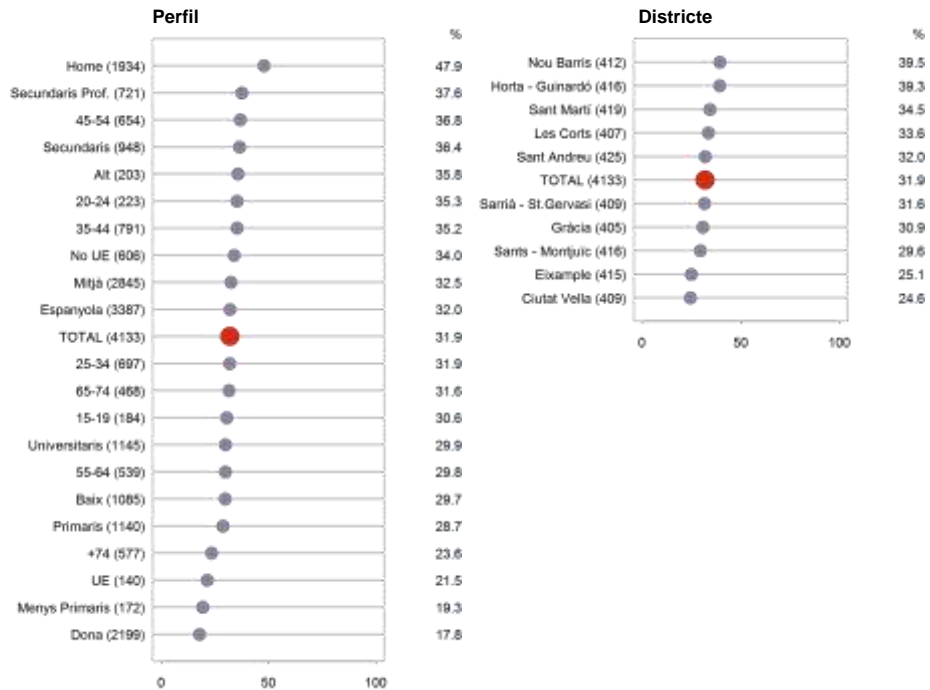 Perfil
%
Home (1934) 47.9
Secundaris Prof. (721) 37.6
45-54 (654) 36.8
Secundaris (948) 36.4
Alt (203) 35.8
20-24 (223) 35.3
35-44 (791) 35.2
No UE (606) 34.0
Mitjà (2845) 32.5
Espanyola (3387) 32.0
TOTAL (4133) 31.9
25-34 (697) 31.9
65-74 (468) 31.6
15-19 (184) 30.6
Universitaris (1145) 29.9
55-64 (539) 29.8
Baix (1085) 29.7
Primaris (1140) 28.7
+74 (577) 23.6
UE (140) 21.5
Menys Primaris (172) 19.3
Dona (2199) 17.8
0 50 100
Districte
%
Nou Barris (412) 39.5
Horta - Guinardó (416) 39.3
Sant Martí (419) 34.5
Les Corts (407) 33.6
Sant Andreu (425) 32.0
TOTAL (4133) 31.9
Sarrià - St.Gervasi (409) 31.6
Gràcia (405) 30.9
Sants - Montjuïc (416) 29.6
Eixample (415) 25.1
Ciutat Vella (409) 24.6
0 50 100